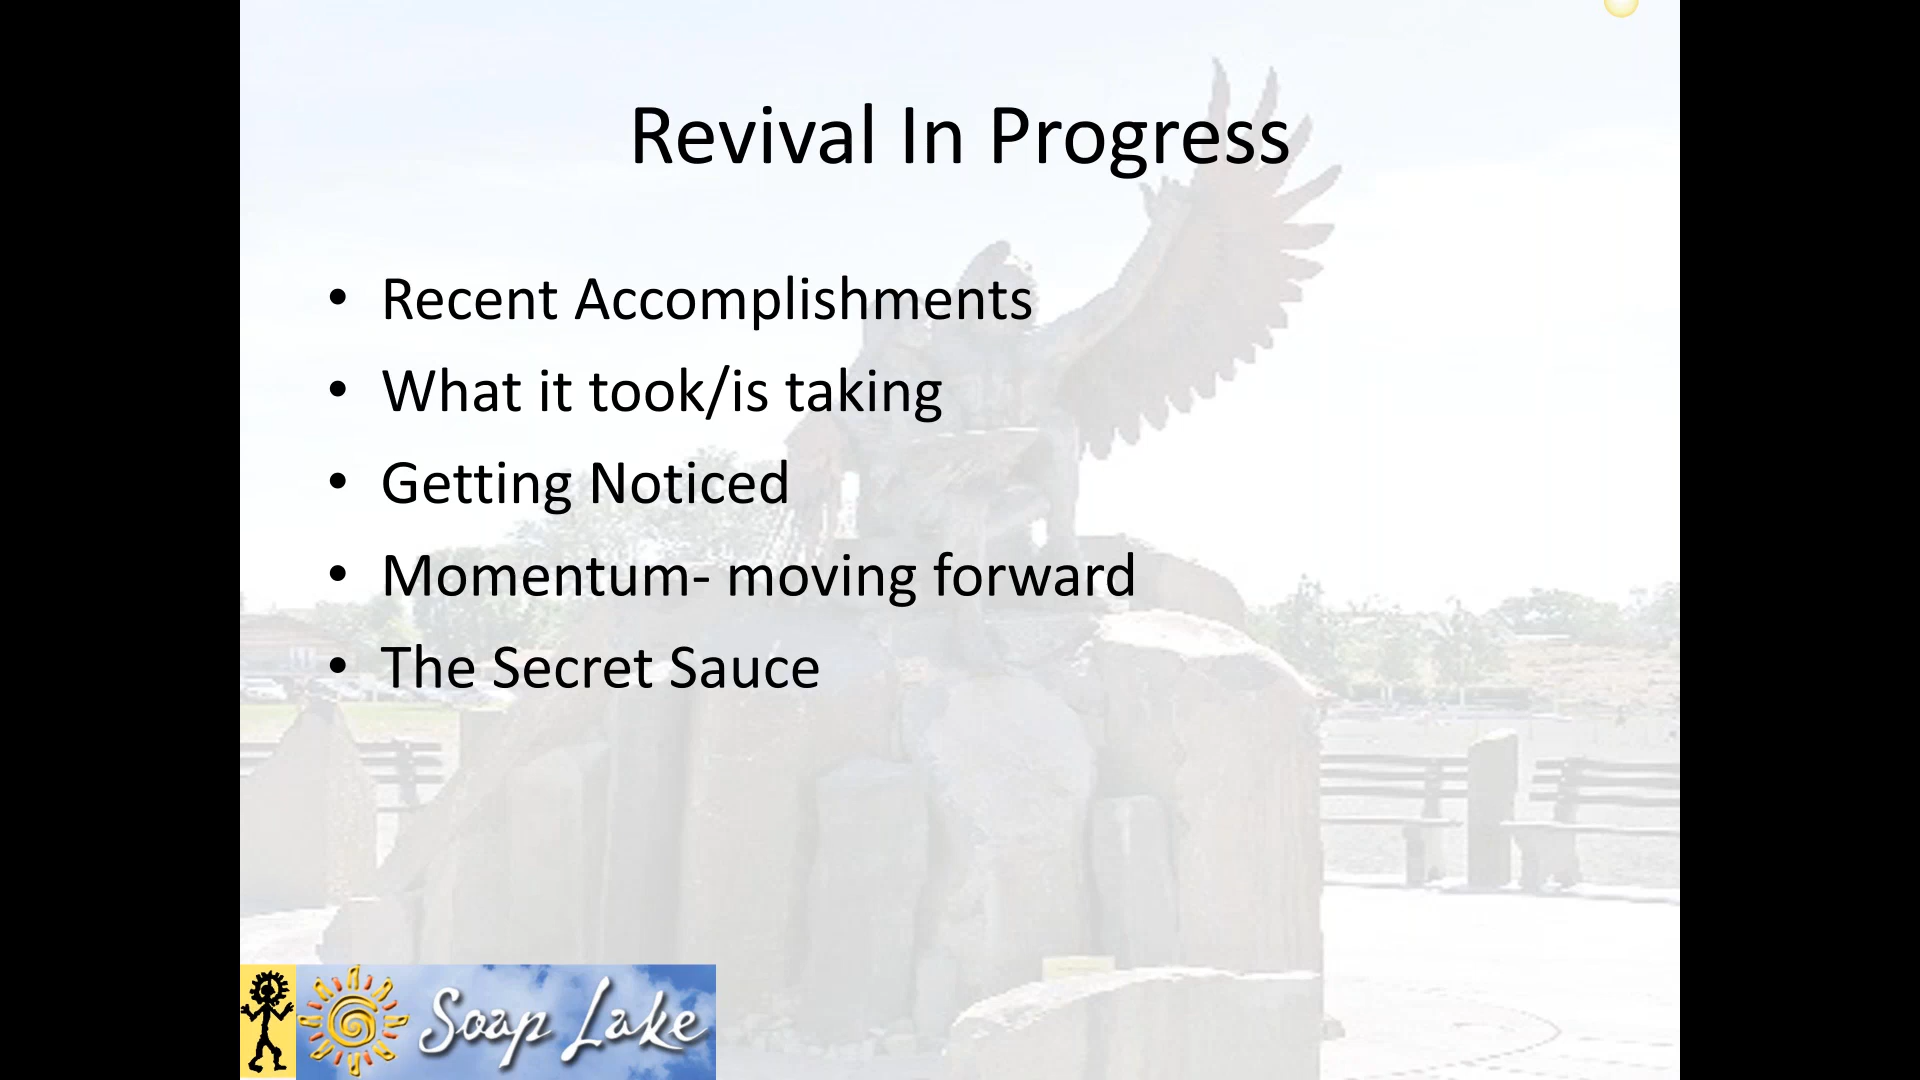 Revival In Progress
• Recent Accomplishments
• What it took/is taking
• Getting Noticed
• Momentum- moving forward
• The Secret Sauce
Soap Lake